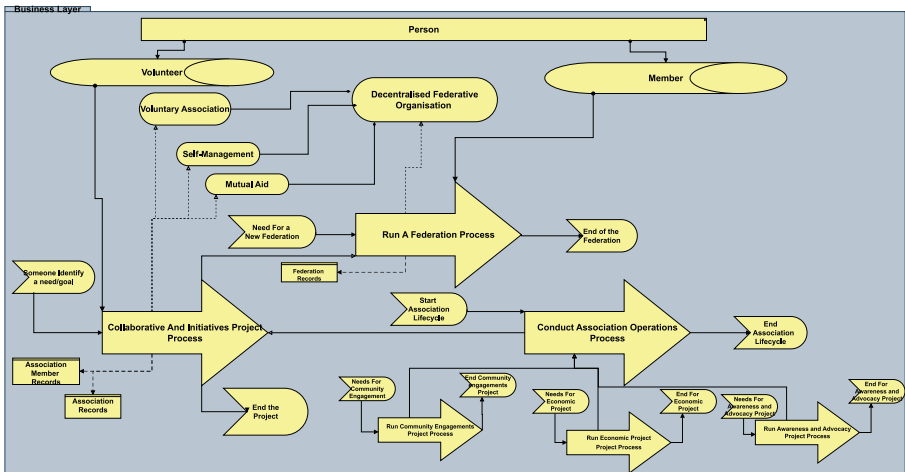 Business Layer
Person
Volunteer
Member
Voluntary Association
Decentralised Federative
Organisation
Self-Management
Mutual Aid
Need For a
New Federation
Run A Federation Process
End of the
Federation
Federation
Records
Someone Identify
a need/goal
Start
Association
Lifecycle
Collaborative And Initiatives Project
Process
Conduct Association Operations
Process
End
Association
Lifecycle
Association
Member
Records
Association
Records
End the
Project
Needs For
Community
Engagement
End Community
Engagements
Project
Run Community Engagements
Project Process
Needs For
Economic
Project
End For
Economic
Project
Run Economic Project
Project Process
Needs For
Awareness and
Advocacy Project
End For
Awareness and
Advocacy Project
Run Awareness and Advocacy
Project Process